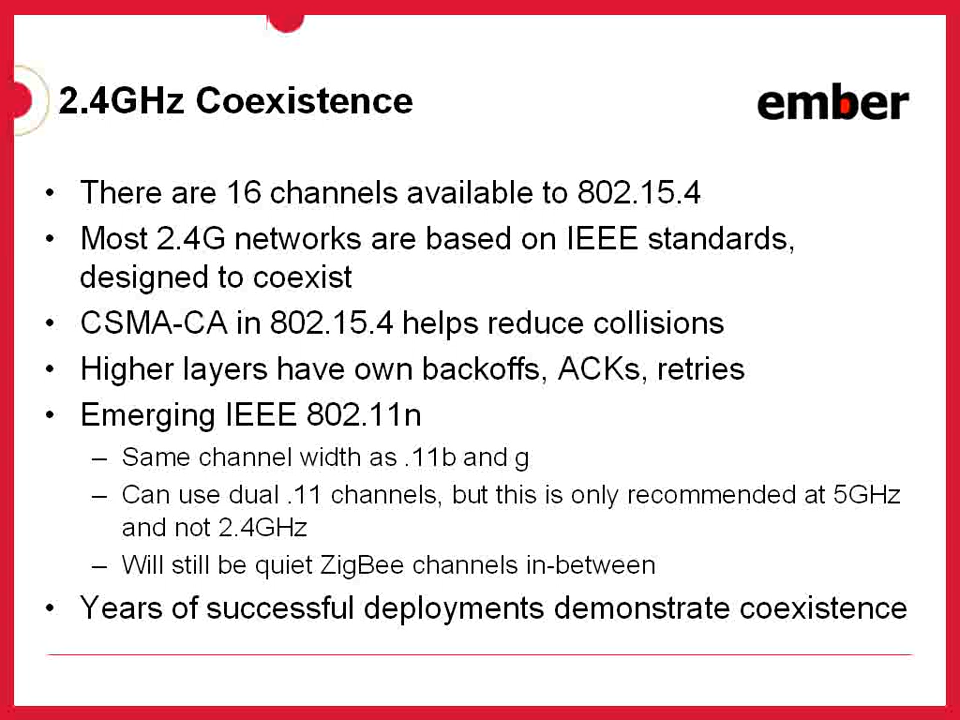 2.4GHz Coexistence
ember
• There are 16 channels available to 802.15.4
• Most 2.4G networks are based on IEEE standards,
designed to coexist
• CSMA-CA in 802.15.4 helps reduce collisions
• Higher layers have own backoffs, ACKs, retries
• Emerging IEEE 802.11n
– Same channel width as .11b and g
– Can use dual .11 channels, but this is only recommended at 5GHz
and not 2.4GHz
– Will still be quiet ZigBee channels in-between
• Years of successful deployments demonstrate coexistence